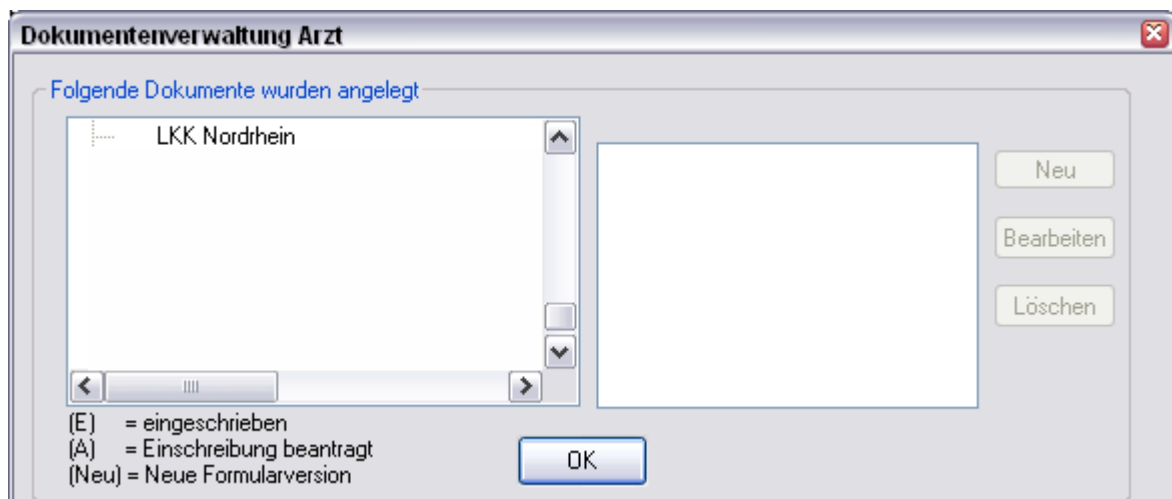 Dokumentenverwaltung Arzt
Folgende Dokumente wurden angelegt
LKK Nordrhein
Neu
Bearbeiten
Löschen
(E) = eingeschrieben
(A) = Einschreibung beantragt
(Neu) = Neue Formularversion
OK